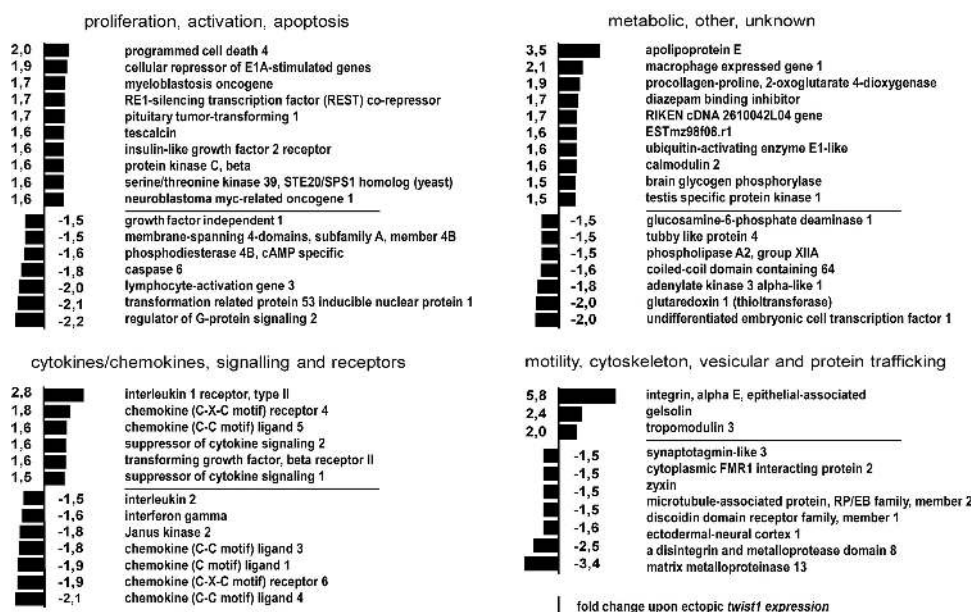 proliferation, activation, apoptosis
2,0 programmed cell death 4
1,9 cellular repressor of E1A-stimulated genes
1,7 myeloblastosis oncogene
1,7 RE1-silencing transcription factor (REST) co-repressor
1,7 pituitary tumor-transforming 1
1,6 tescalcin
1,6 insulin-like growth factor 2 receptor
1,6 protein kinase C, beta
1,6 serine/threonine kinase 39, STE20/SPS1 homolog (yeast)
1,6 neuroblastoma myc-related oncogene 1
-1,5 growth factor independent 1
-1,5 membrane-spanning 4-domains, subfamily A, member 4B
-1,6 phosphodiesterase 4B, cAMP specific
-1,8 caspase 6
-2,0 lymphocyte-activation gene 3
-2,1 transformation related protein 53 inducible nuclear protein 1
-2,2 regulator of G-protein signaling 2
metabolic, other, unknown
3,5 apolipoprotein E
2,1 macrophage expressed gene 1
1,9 procollagen-proline, 2-oxoglutarate 4-dioxygenase
1,7 diazepam binding inhibitor
1,7 RIKEN cDNA 2610042L04 gene
1,6 ESTmz98f08.r1
1,6 ubiquitin-activating enzyme E1-like
1,6 calmodulin 2
1,5 brain glycogen phosphorylase
1,5 testis specific protein kinase 1
-1,5 glucosamine-6-phosphate deaminase 1
-1,5 tubby like protein 4
-1,5 phospholipase A2, group XIIA
-1,6 coiled-coil domain containing 64
-1,8 adenylate kinase 3 alpha-like 1
-2,0 glutaredoxin 1 (thioltransferase)
-2,0 undifferentiated embryonic cell transcription factor 1
cytokines/chemokines, signalling and receptors
2,8 interleukin 1 receptor, type II
1,8 chemokine (C-X-C motif) receptor 4
1,6 chemokine (C-C motif) ligand 5
1,6 suppressor of cytokine signaling 2
1,6 transforming growth factor, beta receptor II
1,5 suppressor of cytokine signaling 1
-1,5 interleukin 2
-1,6 interferon gamma
-1,8 Janus kinase 2
-1,8 chemokine (C-C motif) ligand 3
-1,9 chemokine (C motif) ligand 1
-1,9 chemokine (C-X-C motif) receptor 6
-2,1 chemokine (C-C motif) ligand 4
motility, cytoskeleton, vesicular and protein trafficking
5,8 integrin, alpha E, epithelial-associated
2,4 gelsolin
2,0 tropomodulin 3
-1,5 synaptotagmin-like 3
-1,5 cytoplasmic FMR1 interacting protein 2
-1,5 zyxin
-1,5 microtubule-associated protein, RP/EB family, member 2
-1,6 discoidin domain receptor family, member 1
ectodermal-neural cortex 1
-2,5 a disintegrin and metalloprotease domain 8
-3,4 matrix metalloproteinase 13
fold change upon ectopic twist1 expression